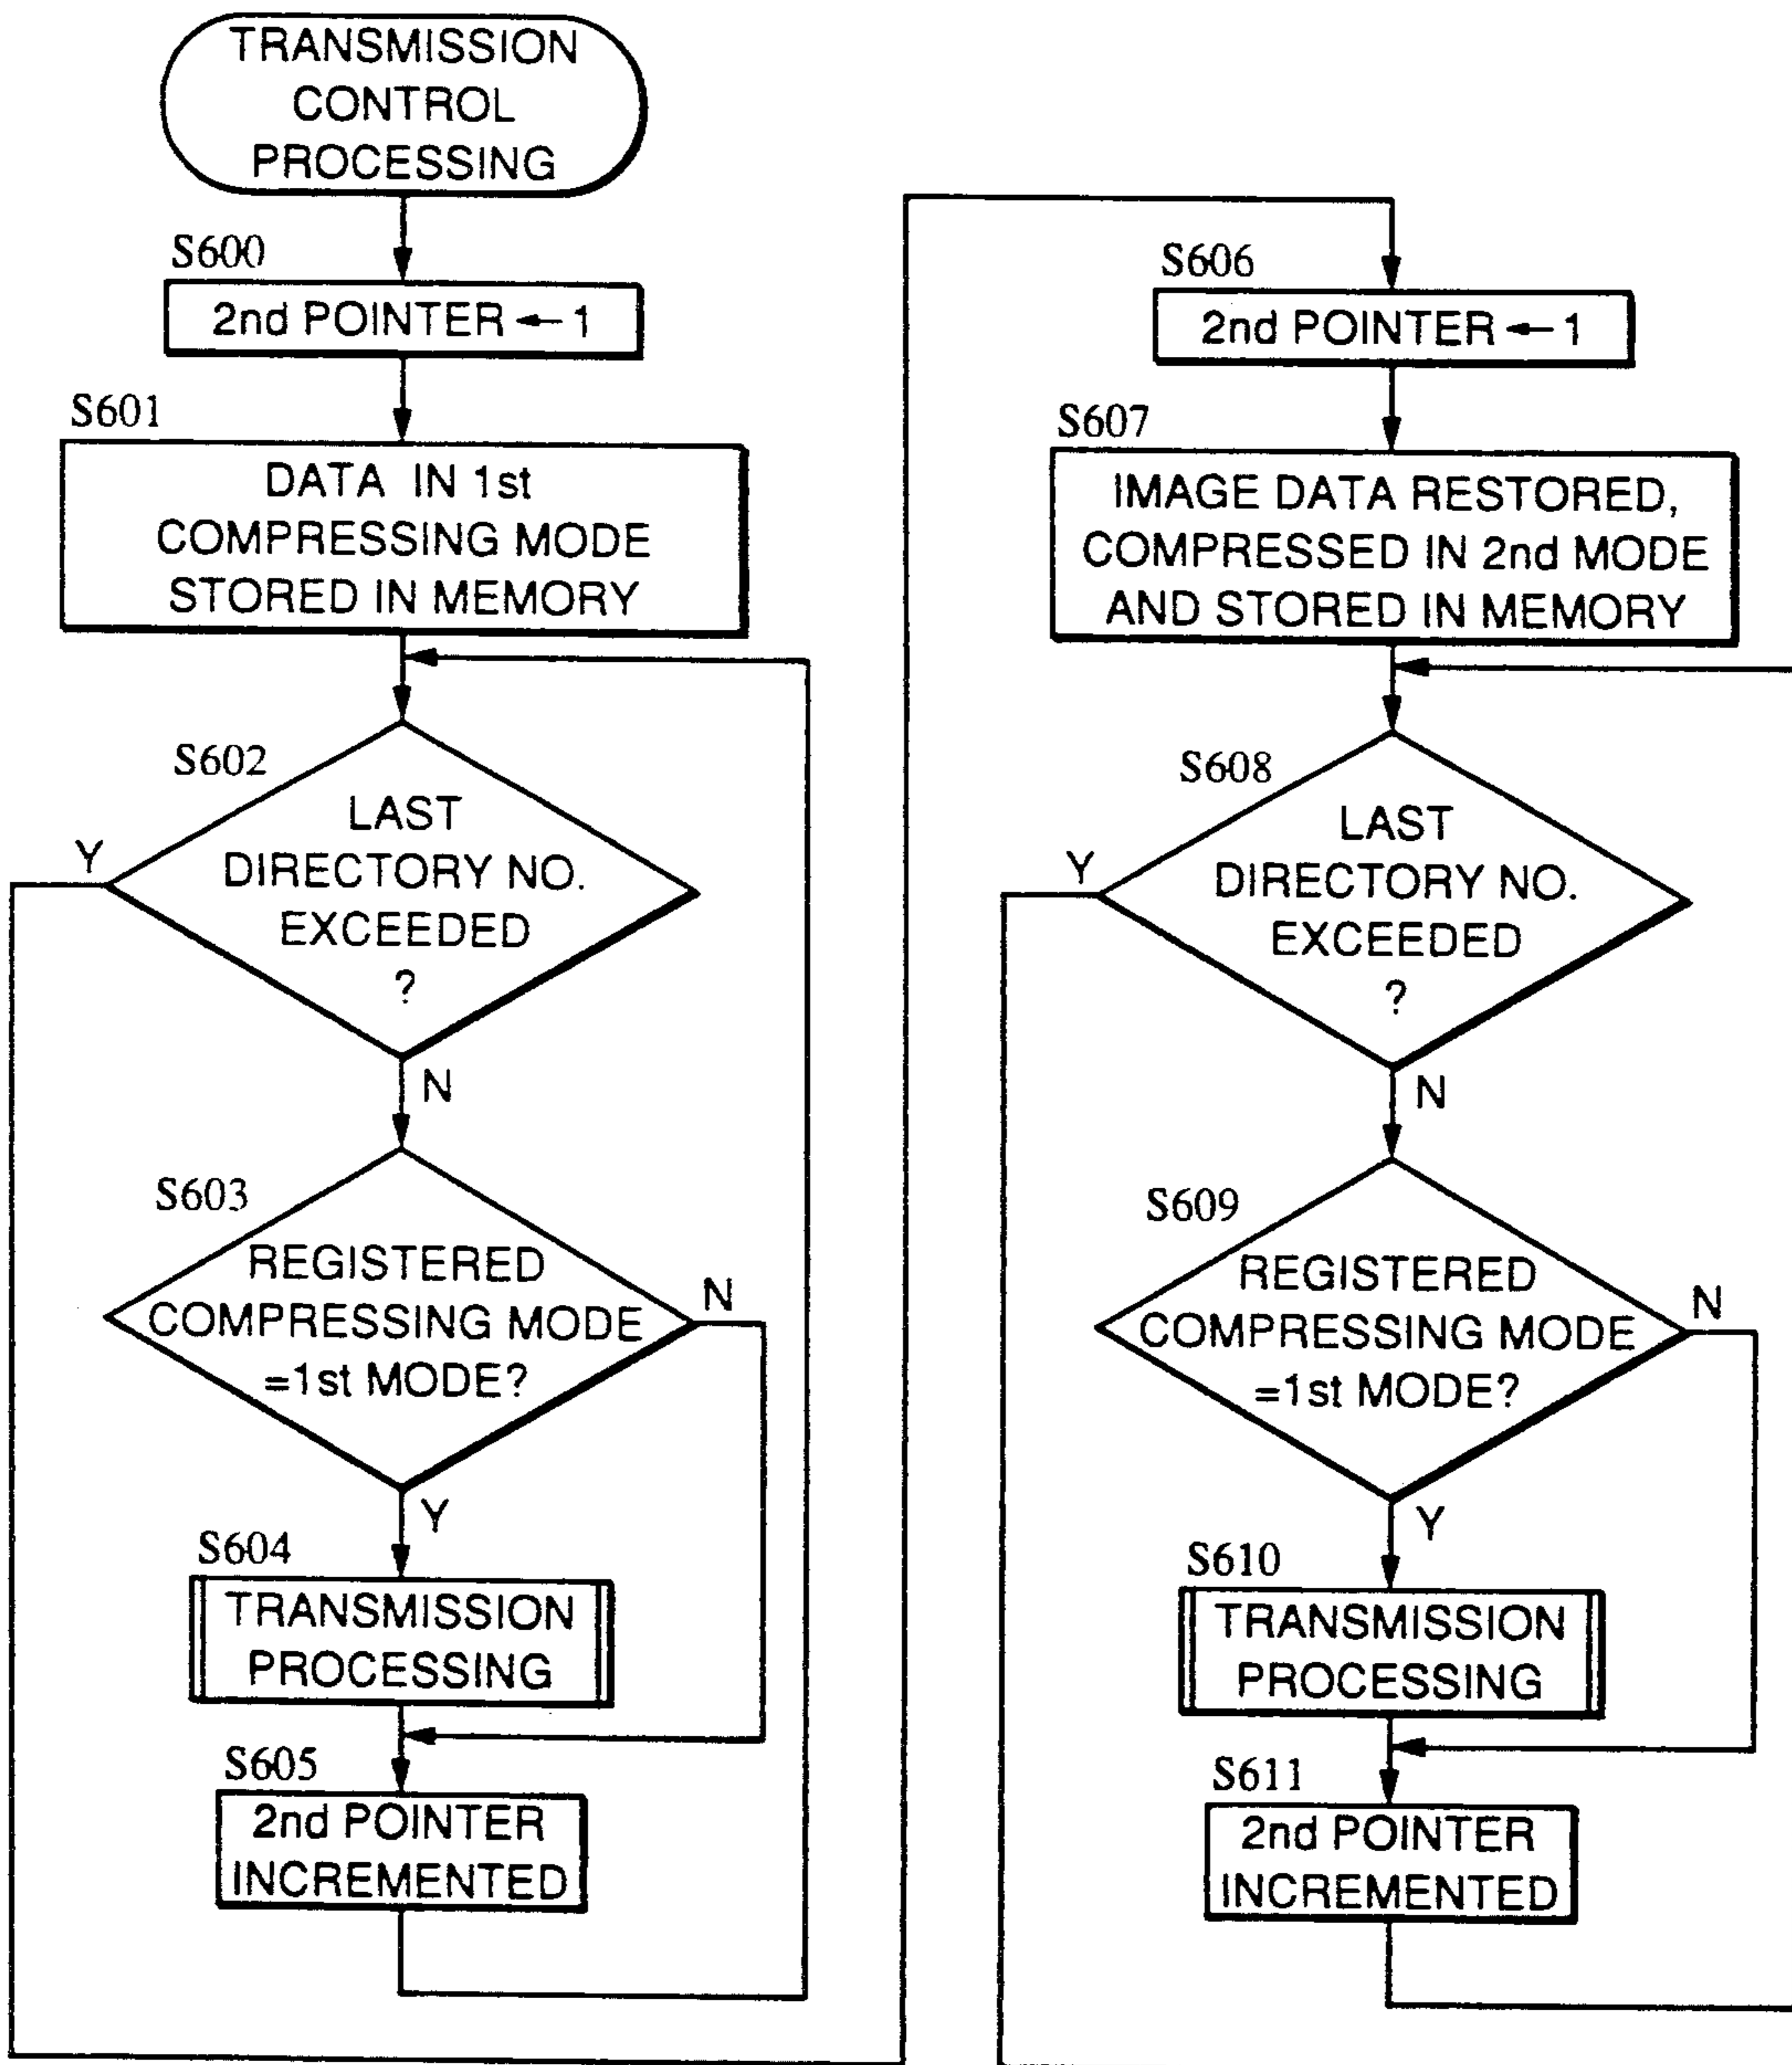 TRANSMISSION
CONTROL
PROCESSING
S600
2nd POINTER ← 1
S601
DATA IN 1st
COMPRESSING MODE
STORED IN MEMORY
S602
LAST
DIRECTORY NO.
EXCEEDED
?
Y
N
S603
REGISTERED
COMPRESSING MODE
=1st MODE?
N
Y
S604
TRANSMISSION
PROCESSING
S605
2nd POINTER
INCREMENTED
S606
2nd POINTER ← 1
S607
IMAGE DATA RESTORED,
COMPRESSED IN 2nd MODE
AND STORED IN MEMORY
S608
LAST
DIRECTORY NO.
EXCEEDED
?
Y
N
S609
REGISTERED
COMPRESSING MODE
=1st MODE?
N
Y
S610
TRANSMISSION
PROCESSING
S611
2nd POINTER
INCREMENTED